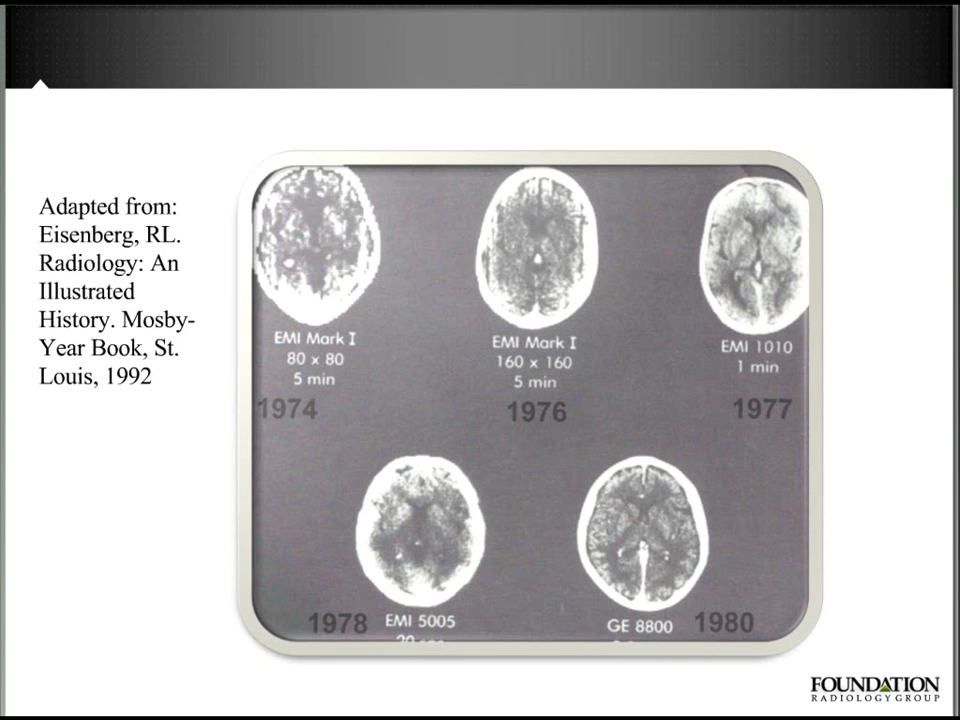 Adapted from:
Eisenberg, RL.
Radiology: An
Illustrated
History. Mosby-
Year Book, St.
Louis, 1992
EMI Mark I
80 x 80
5 min
1974
EMI Mark I
160 x 160
5 min
1976
EMI 1010
1 min
1977
1978
EMI 5005
GE 8800
1980
FOUNDATION
RADIOLOGY GROUP